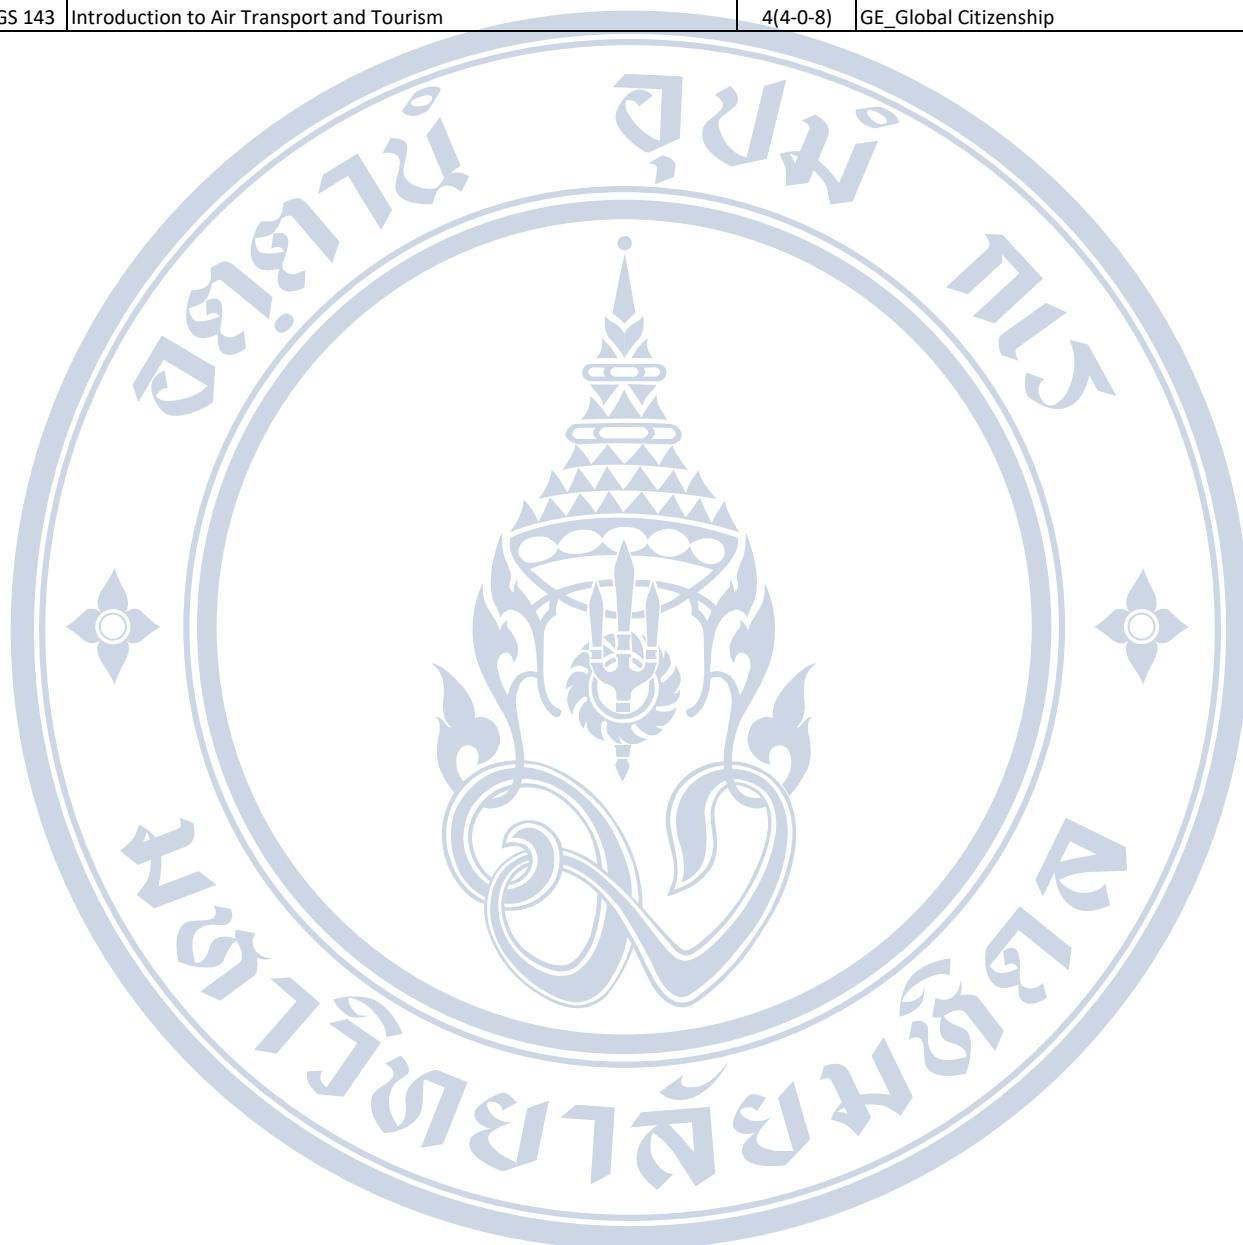 GS 143 Introduction to Air Transport and Tourism 4(4-0-8) GE_Global Citizenship
อตฺตานํ อุปมํ กเร
มหาวิทยาลัยมหิดล